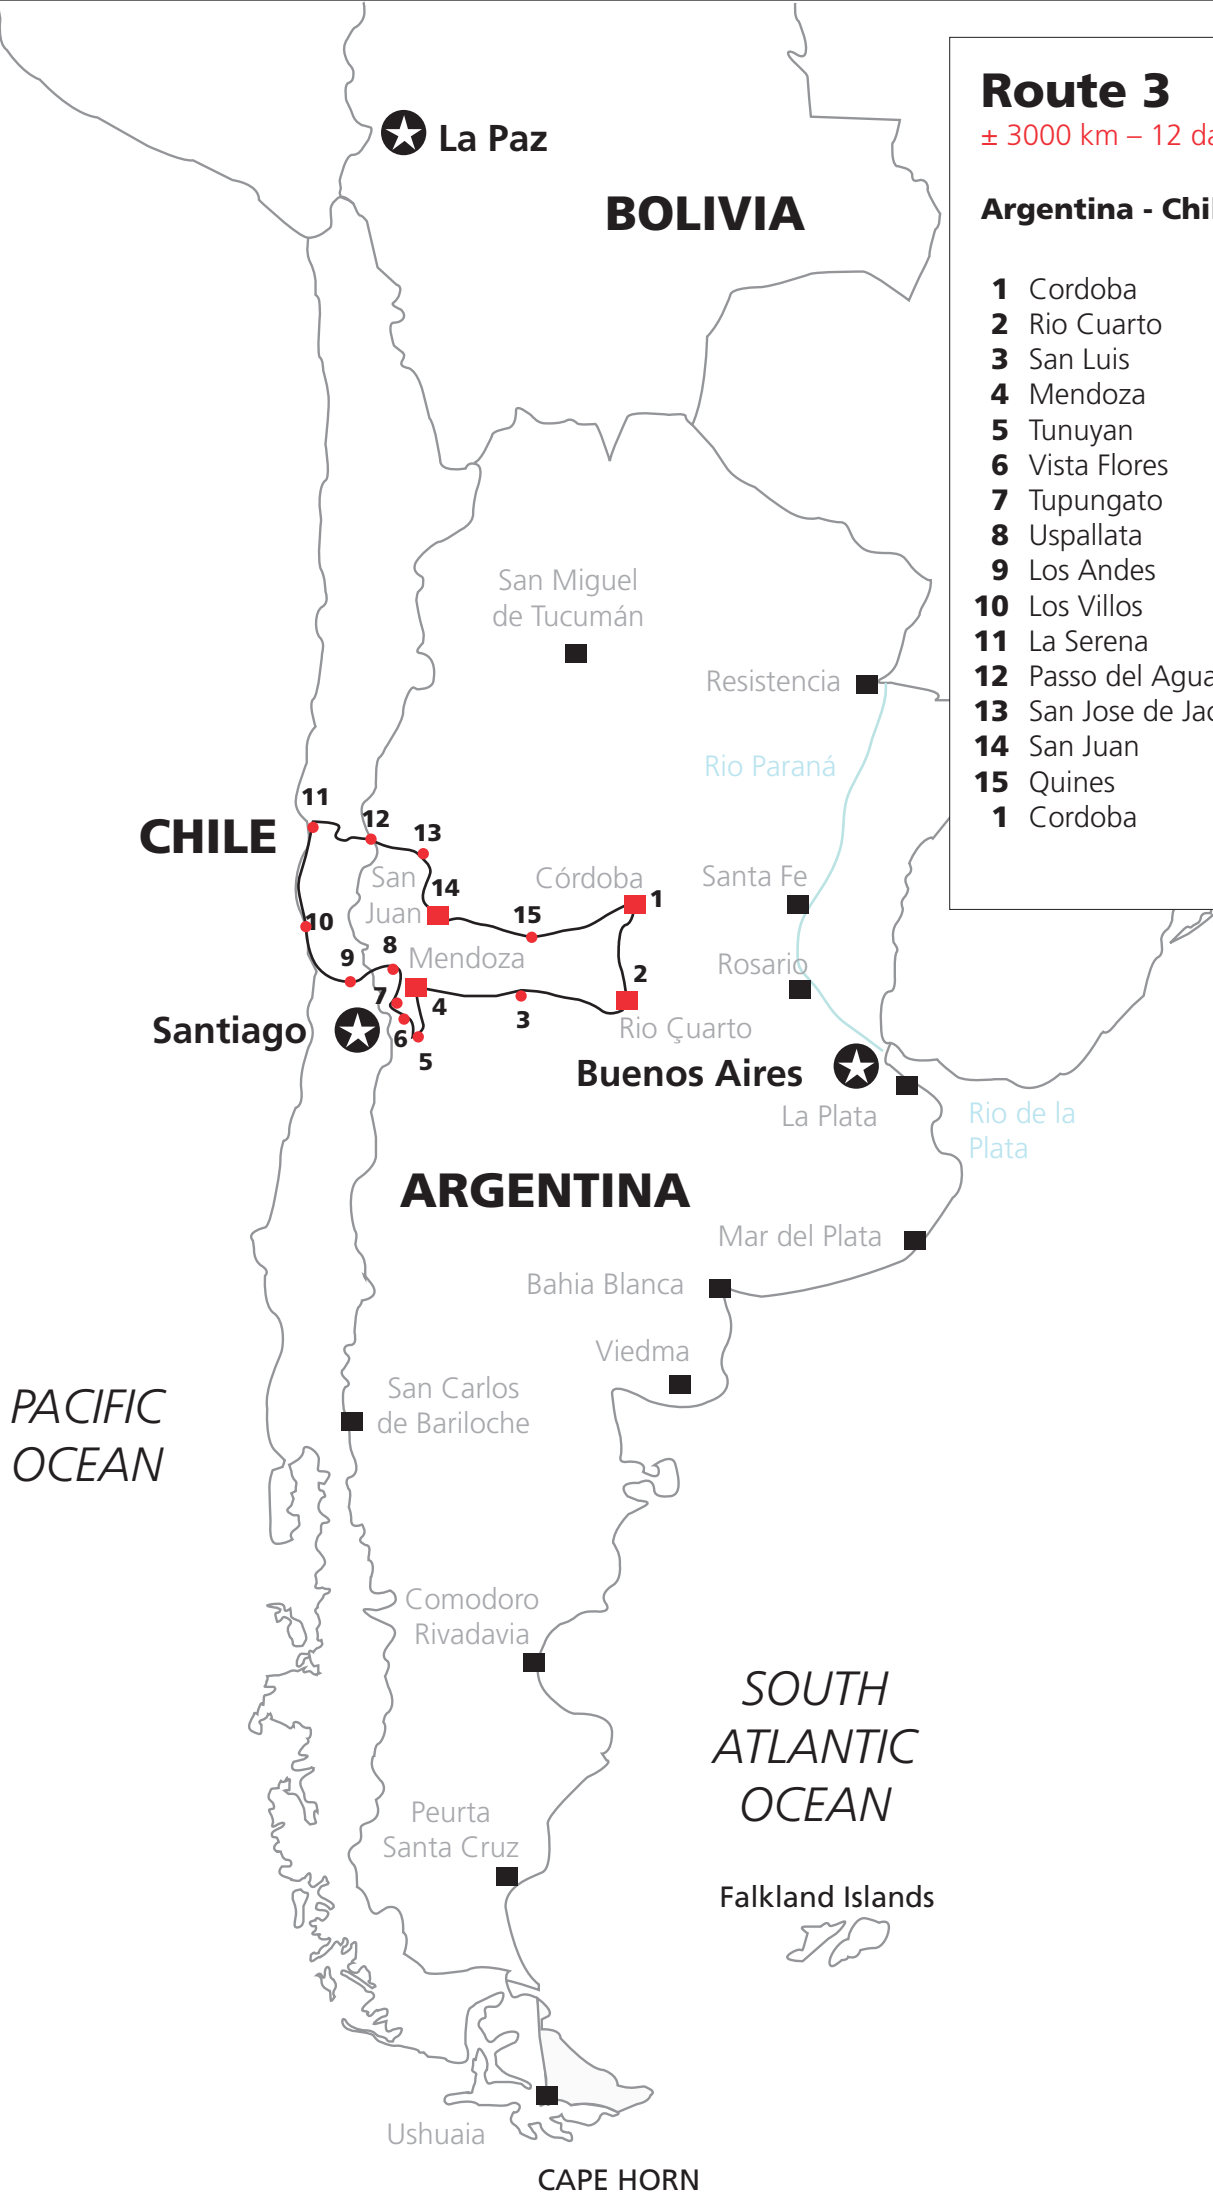 Route 3
± 3000 km – 12 da
Argentina - Chil
1 Cordoba
2 Rio Cuarto
3 San Luis
4 Mendoza
5 Tunuyan
6 Vista Flores
7 Tupungato
8 Uspallata
9 Los Andes
10 Los Villos
11 La Serena
12 Passo del Agua
13 San Jose de Jac
14 San Juan
15 Quines
1 Cordoba
La Paz
BOLIVIA
San Miguel
de Tucumán
Resistencia
Rio Paraná
11
12
13
CHILE
San
Juan
14
Córdoba
1
Santa Fe
15
10
9
8
Mendoza
2
Rosario
7
4
3
Santiago
6
5
Rio Çuarto
Buenos Aires
La Plata
Rio de la
Plata
ARGENTINA
Mar del Plata
Bahia Blanca
Viedma
PACIFIC
OCEAN
San Carlos
de Bariloche
Comodoro
Rivadavia
SOUTH
ATLANTIC
OCEAN
Peurta
Santa Cruz
Falkland Islands
Ushuaia
CAPE HORN